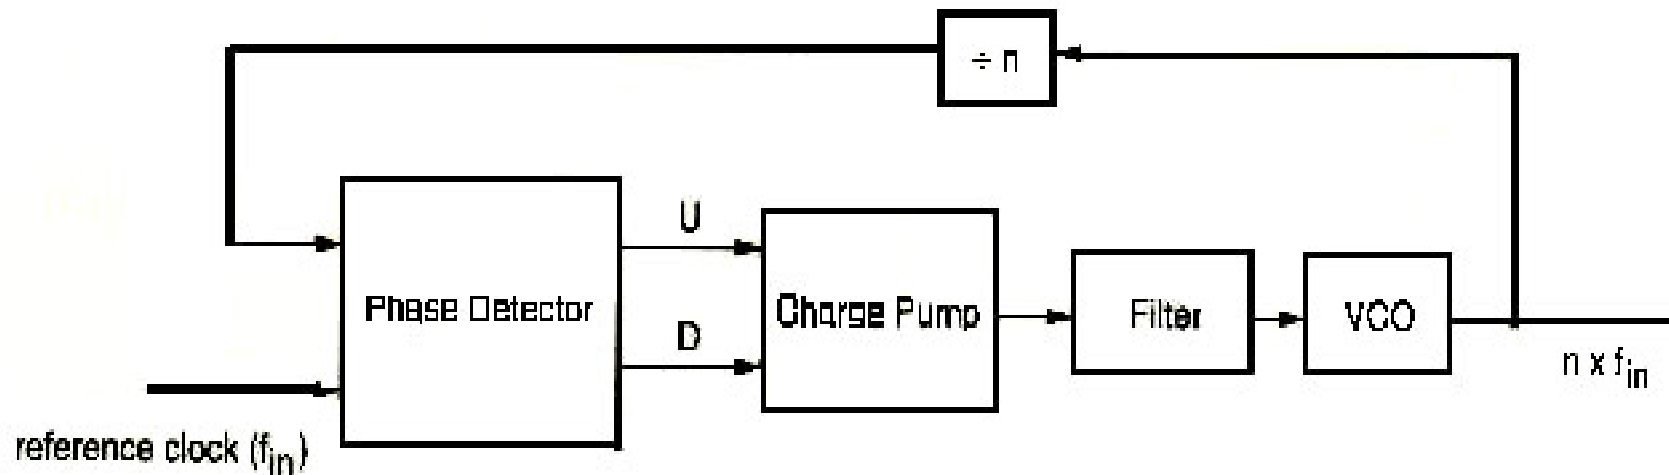 ÷ n
U
Phase Detector
Charge Pump
Filter
VCO
D
n x fin
reference clock (fin)